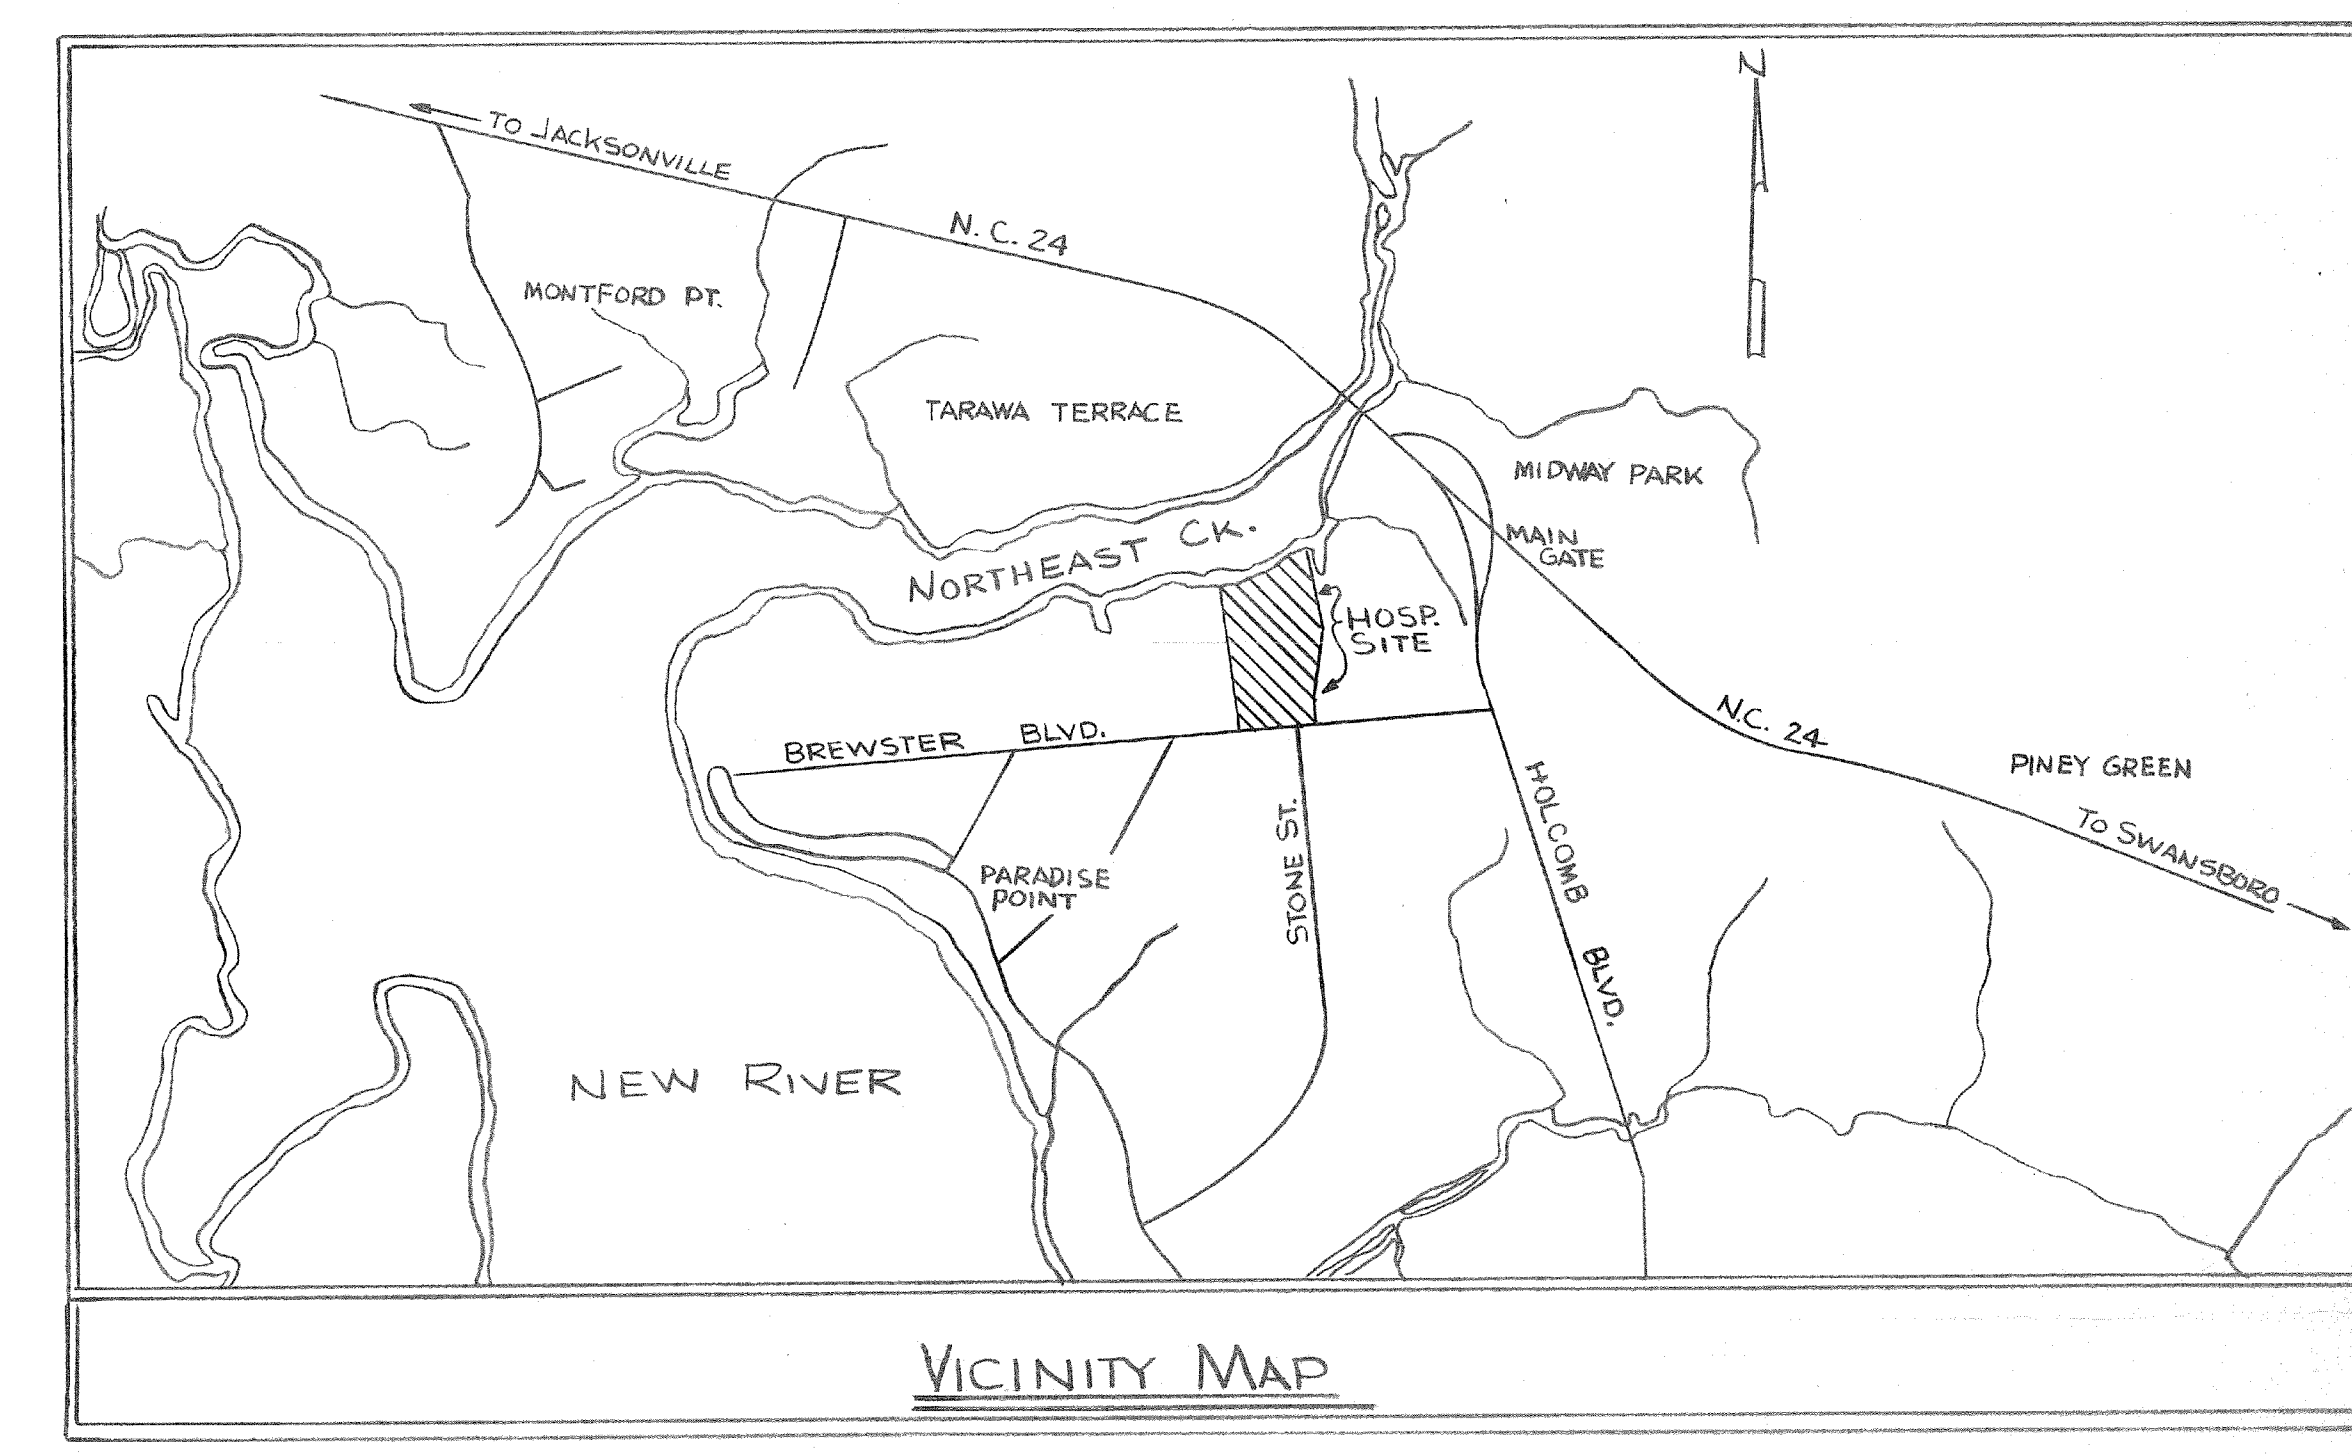 N
TO JACKSONVILLE
N. C. 24
MONTFORD PT.
TARAWA TERRACE
MIDWAY PARK
MAIN
GATE
NORTHEAST CK.
HOSP.
SITE
BREWSTER BLVD.
N.C. 24
PINEY GREEN
TO SWANSBORO
HOLCOMB BLVD.
STONE ST.
PARADISE
POINT
NEW RIVER
VICINITY MAP